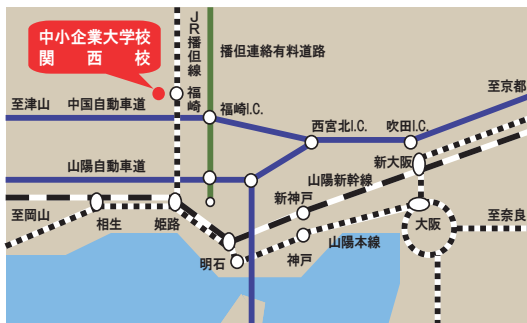 中小企業大学校
関西校
JR播但線
播但連絡有料道路
至京都
至津山
中国自動車道
福崎
福崎I.C.
西宮北I.C.
吹田I.C.
山陽自動車道
新大阪
山陽新幹線
新神戸
至岡山
相生
姫路
大阪
至奈良
山陽本線
明石
神戸